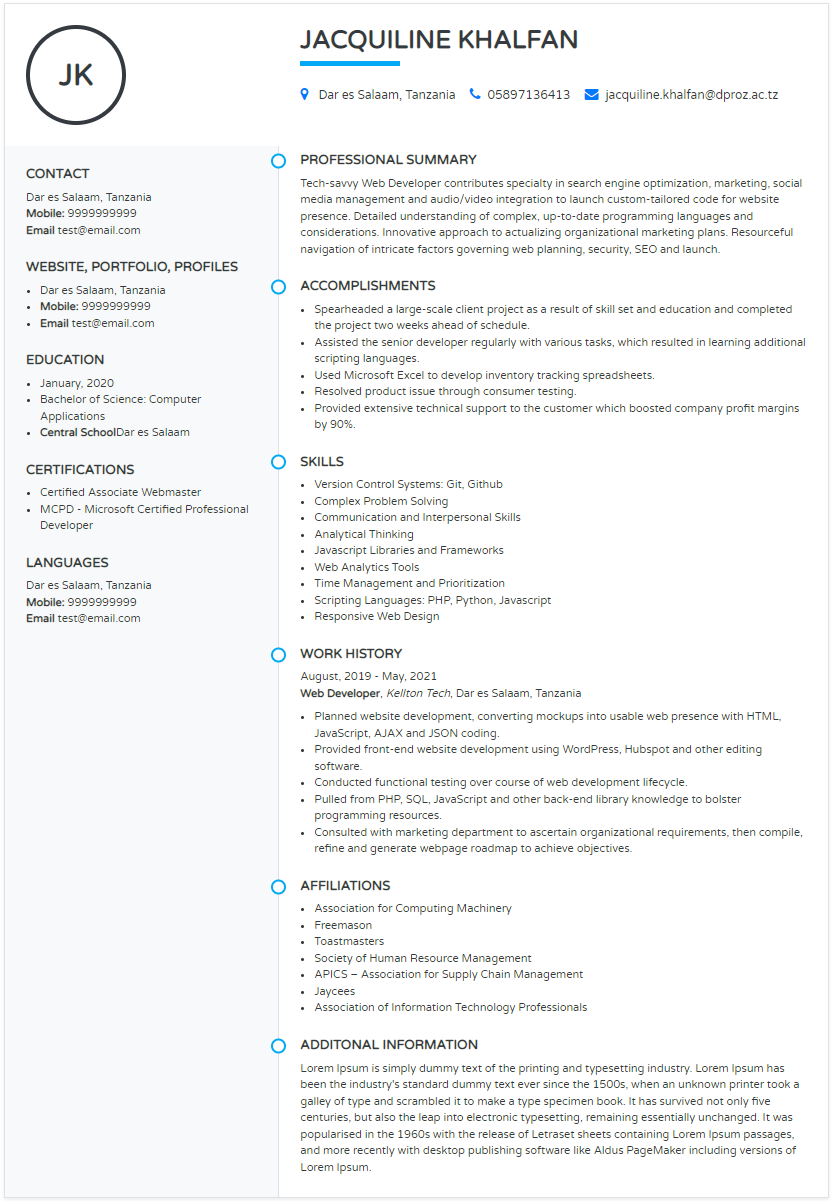 JK
JACQUILINE KHALFAN
Dar es Salaam, Tanzania 05897136413 jacquiline.khalfan@dproz.ac.tz
CONTACT
Dar es Salaam, Tanzania
Mobile: 9999999999
Email test@email.com
WEBSITE, PORTFOLIO, PROFILES
• Dar es Salaam, Tanzania
• Mobile: 9999999999
• Email test@email.com
EDUCATION
• January, 2020
• Bachelor of Science: Computer
Applications
• Central SchoolDar es Salaam
CERTIFICATIONS
• Certified Associate Webmaster
• MCPD - Microsoft Certified Professional
Developer
LANGUAGES
Dar es Salaam, Tanzania
Mobile: 9999999999
Email test@email.com
PROFESSIONAL SUMMARY
Tech-savvy Web Developer contributes specialty in search engine optimization, marketing, social
media management and audio/video integration to launch custom-tailored code for website
presence. Detailed understanding of complex, up-to-date programming languages and
considerations. Innovative approach to actualizing organizational marketing plans. Resourceful
navigation of intricate factors governing web planning, security, SEO and launch.
ACCOMPLISHMENTS
• Spearheaded a large-scale client project as a result of skill set and education and completed
the project two weeks ahead of schedule.
• Assisted the senior developer regularly with various tasks, which resulted in learning additional
scripting languages.
• Used Microsoft Excel to develop inventory tracking spreadsheets.
• Resolved product issue through consumer testing.
• Provided extensive technical support to the customer which boosted company profit margins
by 90%.
SKILLS
• Version Control Systems: Git, Github
• Complex Problem Solving
• Communication and Interpersonal Skills
• Analytical Thinking
• Javascript Libraries and Frameworks
• Web Analytics Tools
• Time Management and Prioritization
• Scripting Languages: PHP, Python, Javascript
• Responsive Web Design
WORK HISTORY
August, 2019 - May, 2021
Web Developer, Kellton Tech, Dar es Salaam, Tanzania
• Planned website development, converting mockups into usable web presence with HTML,
JavaScript, AJAX and JSON coding.
• Provided front-end website development using WordPress, Hubspot and other editing
software.
• Conducted functional testing over course of web development lifecycle.
• Pulled from PHP, SQL, JavaScript and other back-end library knowledge to bolster
programming resources.
• Consulted with marketing department to ascertain organizational requirements, then compile,
refine and generate webpage roadmap to achieve objectives.
AFFILIATIONS
• Association for Computing Machinery
• Freemason
• Toastmasters
• Society of Human Resource Management
• APICS – Association for Supply Chain Management
• Jaycees
• Association of Information Technology Professionals
ADDITONAL INFORMATION
Lorem Ipsum is simply dummy text of the printing and typesetting industry. Lorem Ipsum has
been the industry's standard dummy text ever since the 1500s, when an unknown printer took a
galley of type and scrambled it to make a type specimen book. It has survived not only five
centuries, but also the leap into electronic typesetting, remaining essentially unchanged. It was
popularised in the 1960s with the release of Letraset sheets containing Lorem Ipsum passages,
and more recently with desktop publishing software like Aldus PageMaker including versions of
Lorem Ipsum.